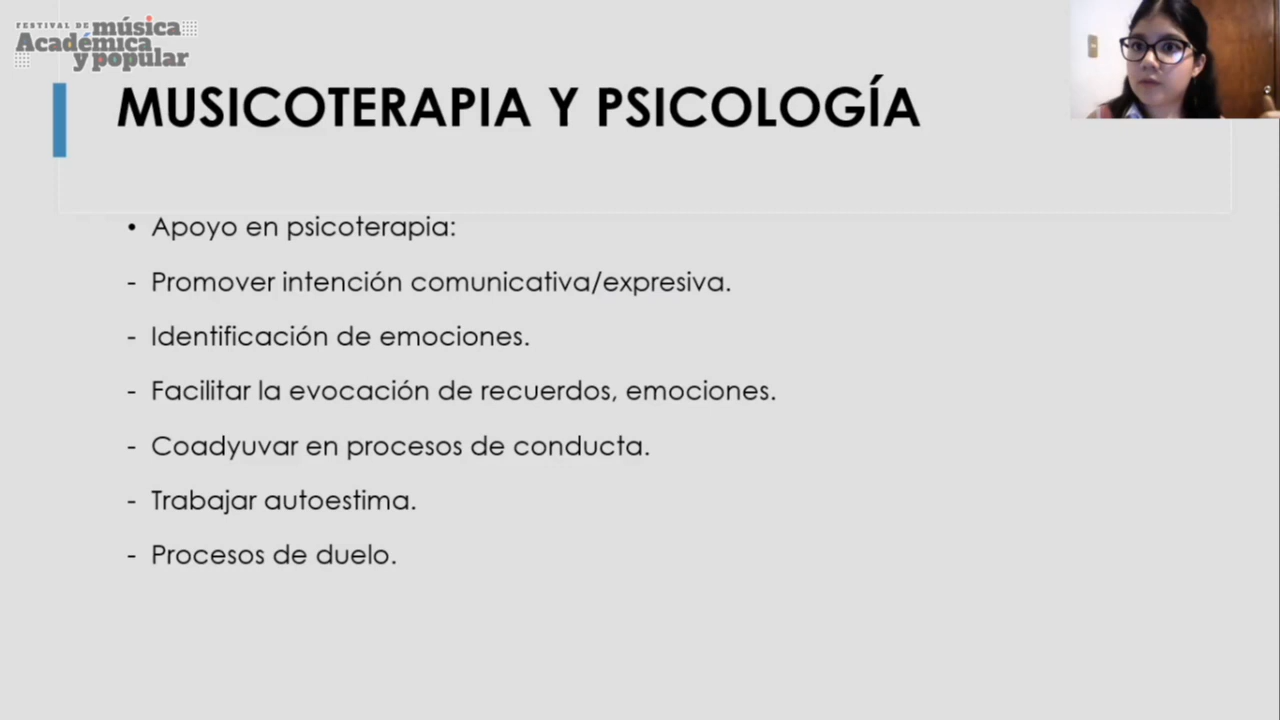 FESTIVAL DE música
Académica
y popular
MUSICOTERAPIA Y PSICOLOGÍA
• Apoyo en psicoterapia:
- Promover intención comunicativa/expresiva.
- Identificación de emociones.
- Facilitar la evocación de recuerdos, emociones.
- Coadyuvar en procesos de conducta.
- Trabajar autoestima.
- Procesos de duelo.